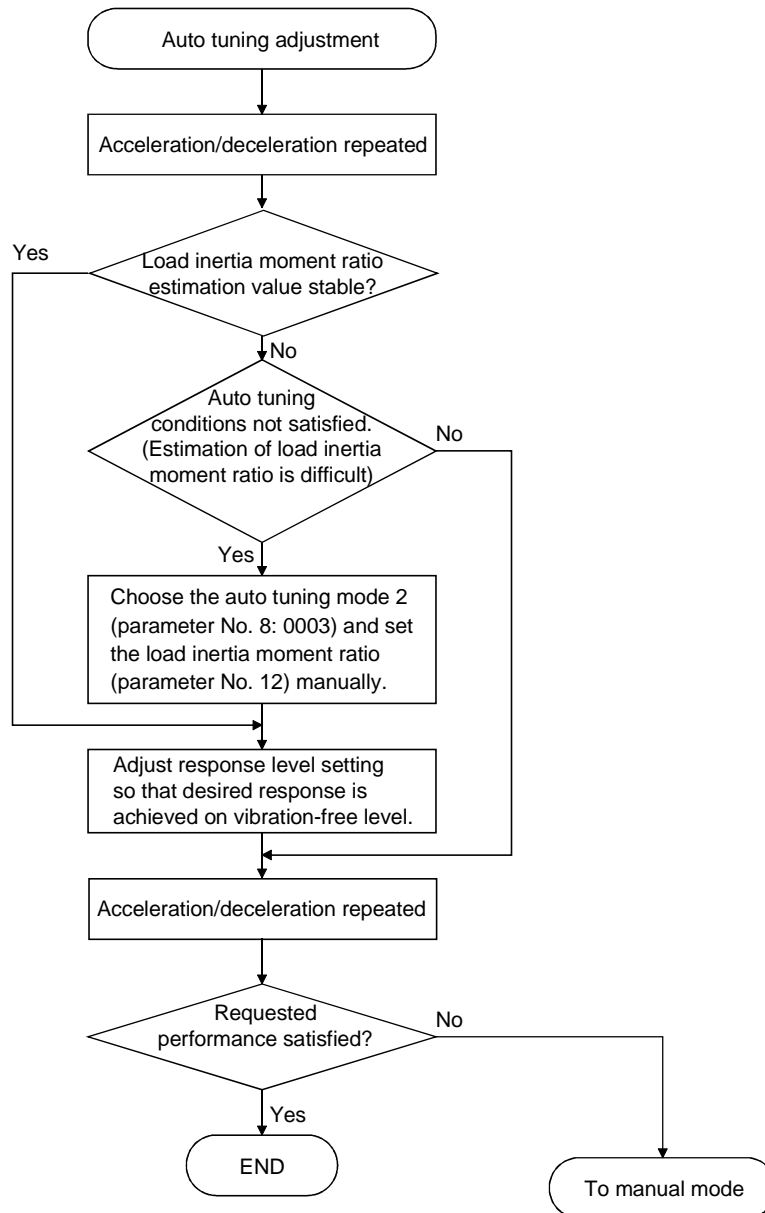 Auto tuning adjustment
Acceleration/deceleration repeated
Yes
Load inertia moment ratio
estimation value stable?
No
Auto tuning
conditions not satisfied.
(Estimation of load inertia
moment ratio is difficult)
No
Yes
Choose the auto tuning mode 2
(parameter No. 8: 0003) and set
the load inertia moment ratio
(parameter No. 12) manually.
Adjust response level setting
so that desired response is
achieved on vibration-free level.
Acceleration/deceleration repeated
Requested
performance satisfied?
No
Yes
END
To manual mode